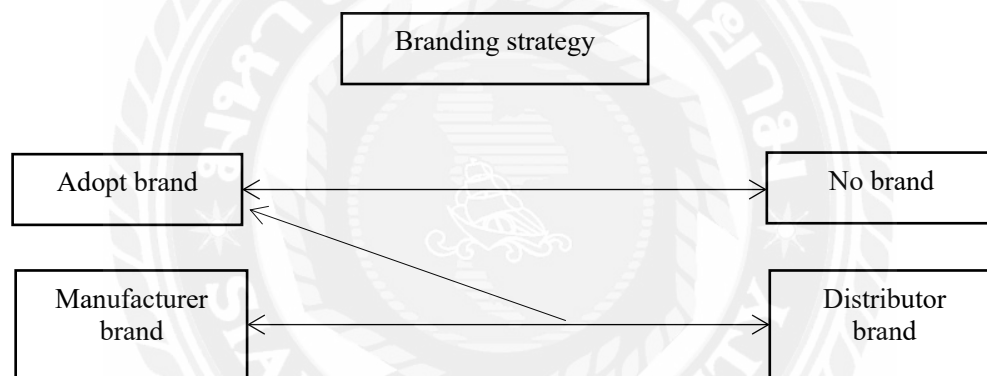 Branding strategy
Adopt brand
No brand
Manufacturer
brand
Distributor
brand